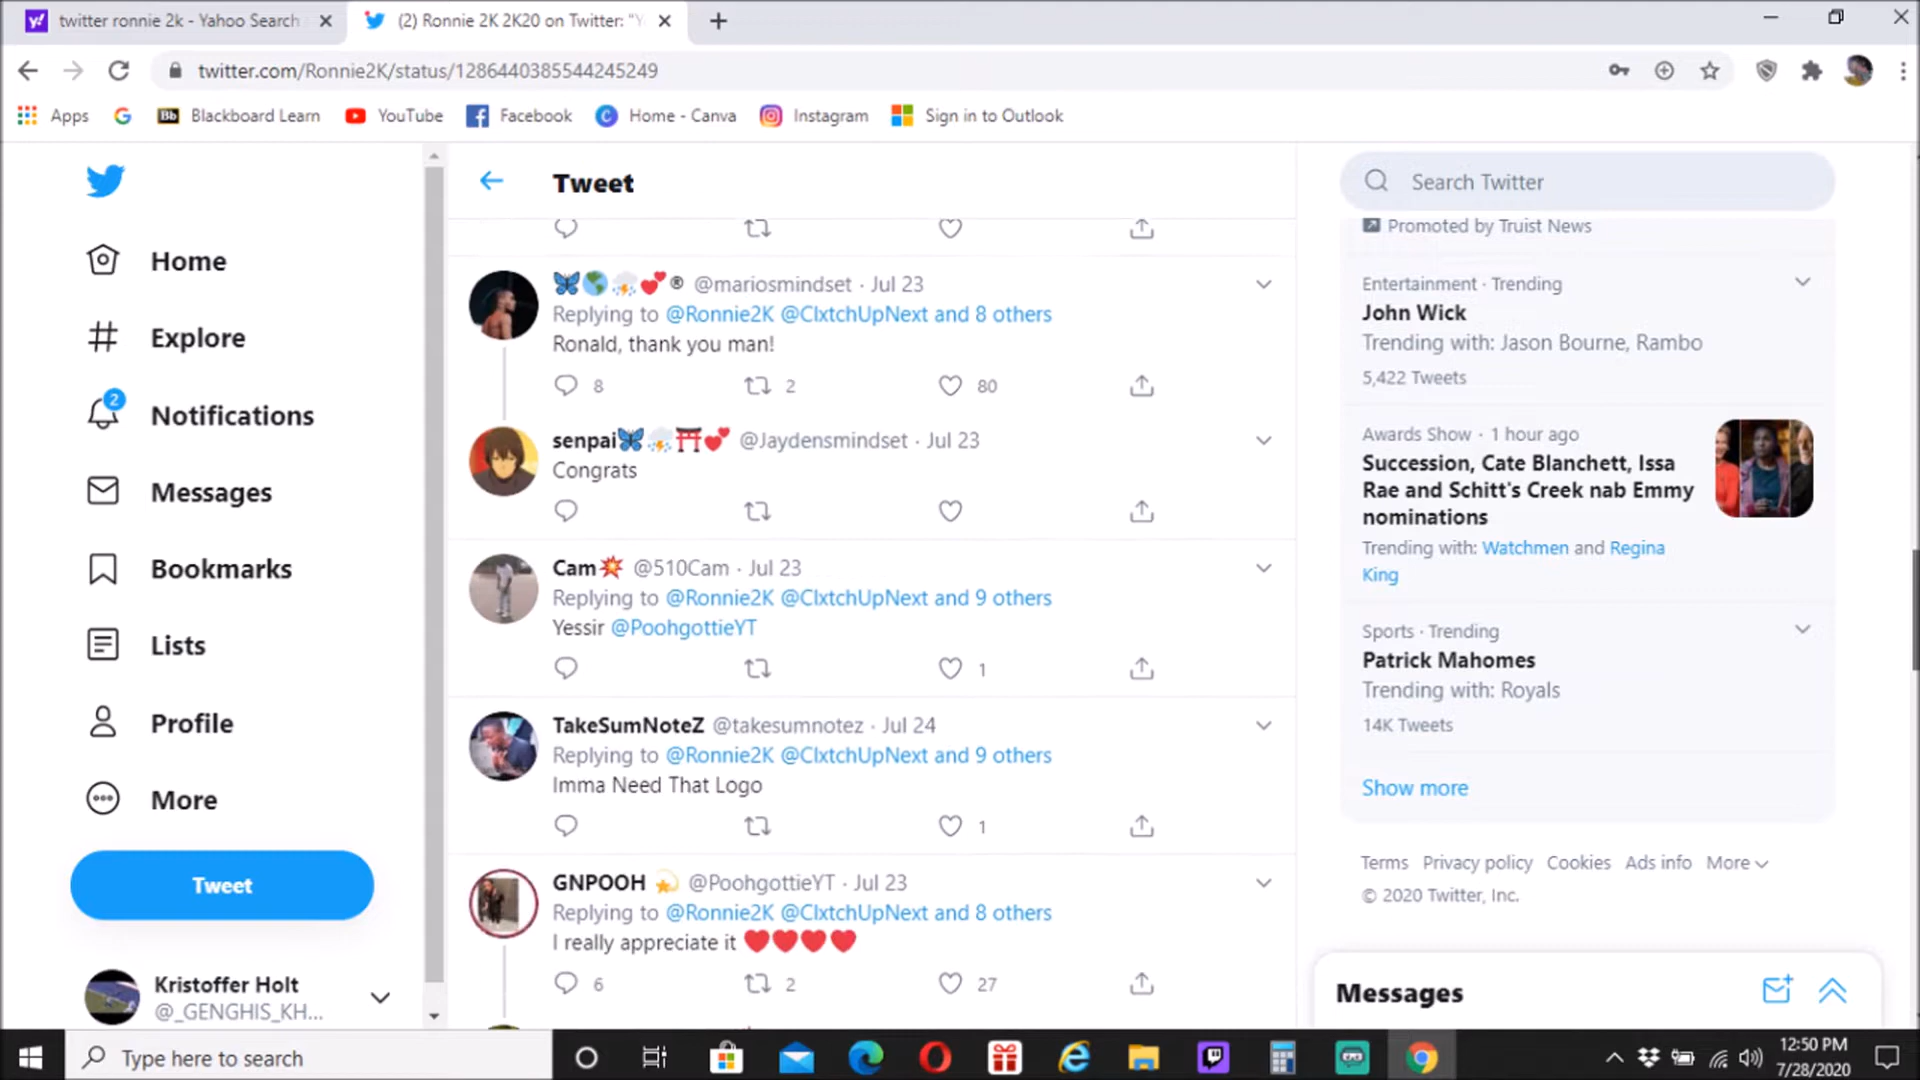 twitter ronnie 2k - Yahoo Search
(2) Ronnie 2K 2K20 on Twitter: "Y
twitter.com/Ronnie2K/status/1286440385544245249
Apps
Blackboard Learn
YouTube
Facebook
Home - Canva
Instagram
Sign in to Outlook
Home
Explore
2
Notifications
Messages
Bookmarks
Lists
Profile
More
Tweet
Kristoffer Holt
@_GENGHIS_KH...
Tweet
® @mariosmindset · Jul 23
Replying to @Ronnie2K @ClxtchUpNext and 8 others
Ronald, thank you man!
8 2 80
senpai @Jaydensmindset · Jul 23
Congrats
Cam @510Cam · Jul 23
Replying to @Ronnie2K @ClxtchUpNext and 9 others
Yessir @PoohgottieYT
1
TakeSumNoteZ @takesumnotez · Jul 24
Replying to @Ronnie2K @ClxtchUpNext and 9 others
Imma Need That Logo
1
GNPOOH @PoohgottieYT · Jul 23
Replying to @Ronnie2K @ClxtchUpNext and 8 others
I really appreciate it ❤❤❤❤
6 2 27
Search Twitter
Promoted by Truist News
Entertainment · Trending
John Wick
Trending with: Jason Bourne, Rambo
5,422 Tweets
Awards Show · 1 hour ago
Succession, Cate Blanchett, Issa
Rae and Schitt's Creek nab Emmy
nominations
Trending with: Watchmen and Regina
King
Sports · Trending
Patrick Mahomes
Trending with: Royals
14K Tweets
Show more
Terms Privacy policy Cookies Ads info More
© 2020 Twitter, Inc.
Messages
Type here to search
12:50 PM
7/28/2020